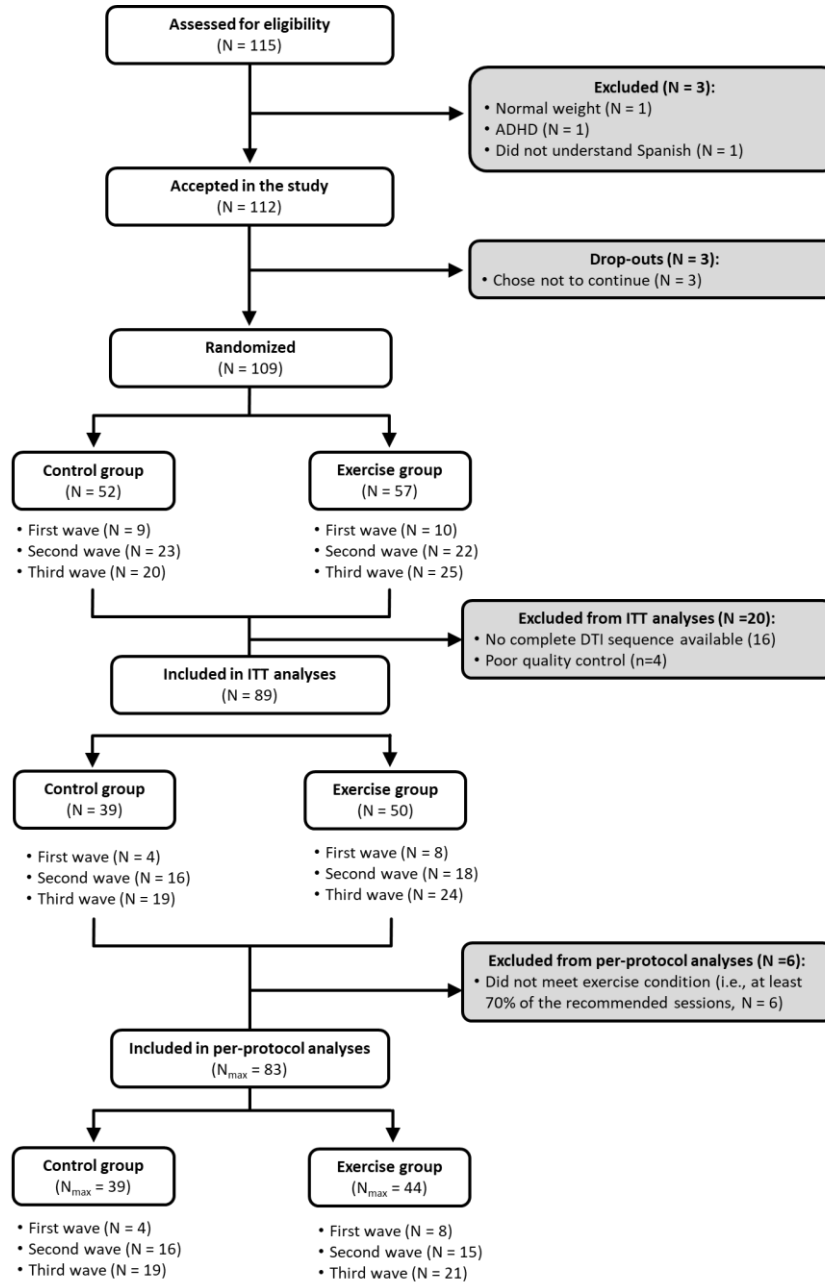 Assessed for eligibility
(N = 115)
Excluded (N = 3):
• Normal weight (N = 1)
• ADHD (N = 1)
• Did not understand Spanish (N = 1)
Accepted in the study
(N = 112)
Drop-outs (N = 3):
• Chose not to continue (N = 3)
Randomized
(N = 109)
Control group
(N = 52)
• First wave (N = 9)
• Second wave (N = 23)
• Third wave (N = 20)
Exercise group
(N = 57)
• First wave (N = 10)
• Second wave (N = 22)
• Third wave (N = 25)
Excluded from ITT analyses (N =20):
• No complete DTI sequence available (16)
• Poor quality control (n=4)
Included in ITT analyses
(N = 89)
Control group
(N = 39)
• First wave (N = 4)
• Second wave (N = 16)
• Third wave (N = 19)
Exercise group
(N = 50)
• First wave (N = 8)
• Second wave (N = 18)
• Third wave (N = 24)
Excluded from per-protocol analyses (N =6):
• Did not meet exercise condition (i.e., at least
70% of the recommended sessions, N = 6)
Included in per-protocol analyses
(Nmax = 83)
Control group
(Nmax = 39)
• First wave (N = 4)
• Second wave (N = 16)
• Third wave (N = 19)
Exercise group
(Nmax = 44)
• First wave (N = 8)
• Second wave (N = 15)
• Third wave (N = 21)